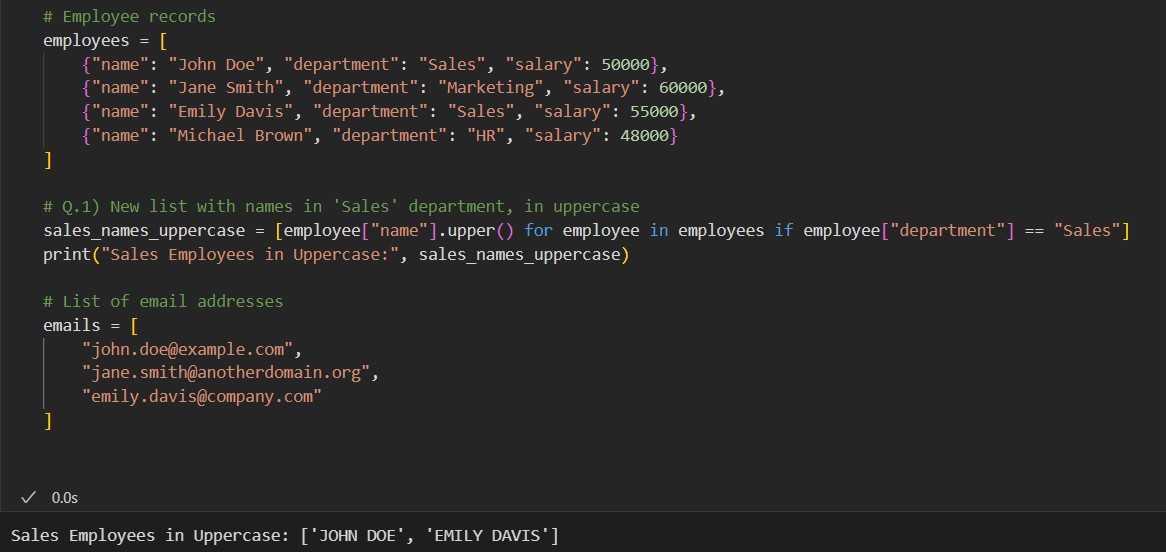 # Employee records
employees = [
    {"name": "John Doe", "department": "Sales", "salary": 50000},
    {"name": "Jane Smith", "department": "Marketing", "salary": 60000},
    {"name": "Emily Davis", "department": "Sales", "salary": 55000},
    {"name": "Michael Brown", "department": "HR", "salary": 48000}
]
# Q.1) New list with names in 'Sales' department, in uppercase
sales_names_uppercase = [employee["name"].upper() for employee in employees if employee["department"] == "Sales"]
print("Sales Employees in Uppercase:", sales_names_uppercase)
# List of email addresses
emails = [
    "john.doe@example.com",
    "jane.smith@anotherdomain.org",
    "emily.davis@company.com"
]
0.0s
Sales Employees in Uppercase: ['JOHN DOE', 'EMILY DAVIS']